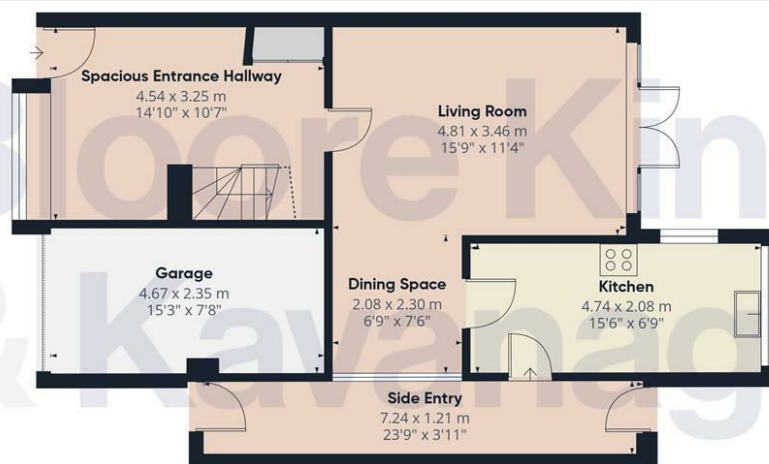 Spacious Entrance Hallway
4.54 x 3.25 m
14'10" x 10'7"
Living Room
4.81 x 3.46 m
15'9" x 11'4"
Garage
4.67 x 2.35 m
15'3" x 7'8"
Dining Space
2.08 x 2.30 m
6'9" x 7'6"
Kitchen
4.74 x 2.08 m
15'6" x 6'9"
Side Entry
7.24 x 1.21 m
23'9" x 3'11"
Bloore Kin
& Kavanag